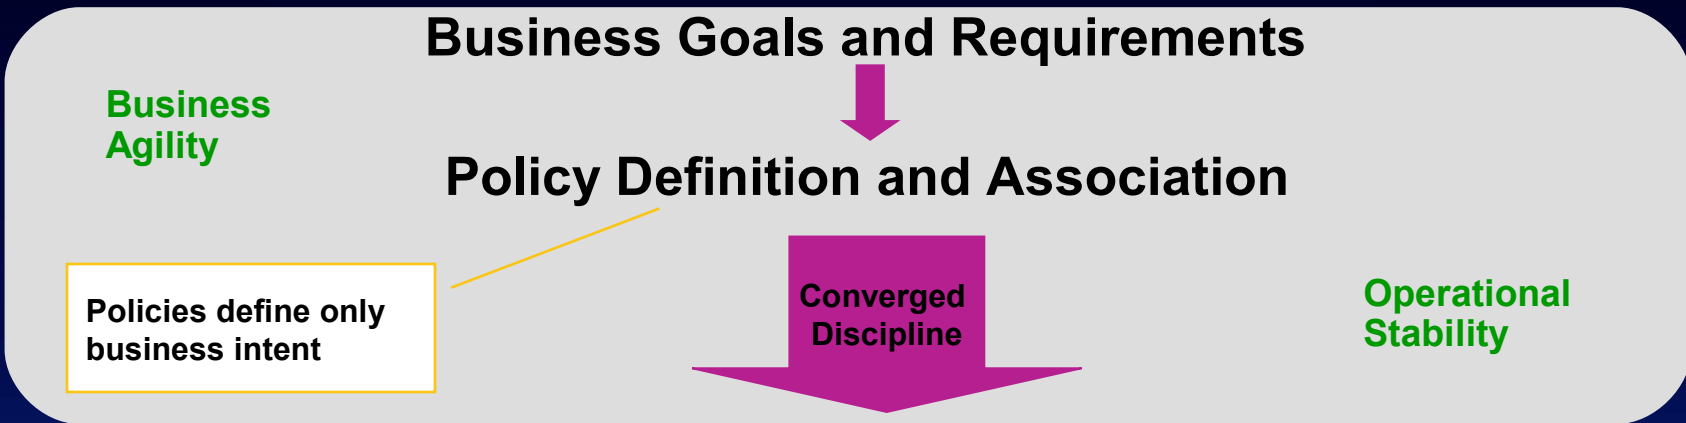 Business Goals and Requirements
Business
Agility
Policy Definition and Association
Policies define only
business intent
Converged
Discipline
Operational
Stability